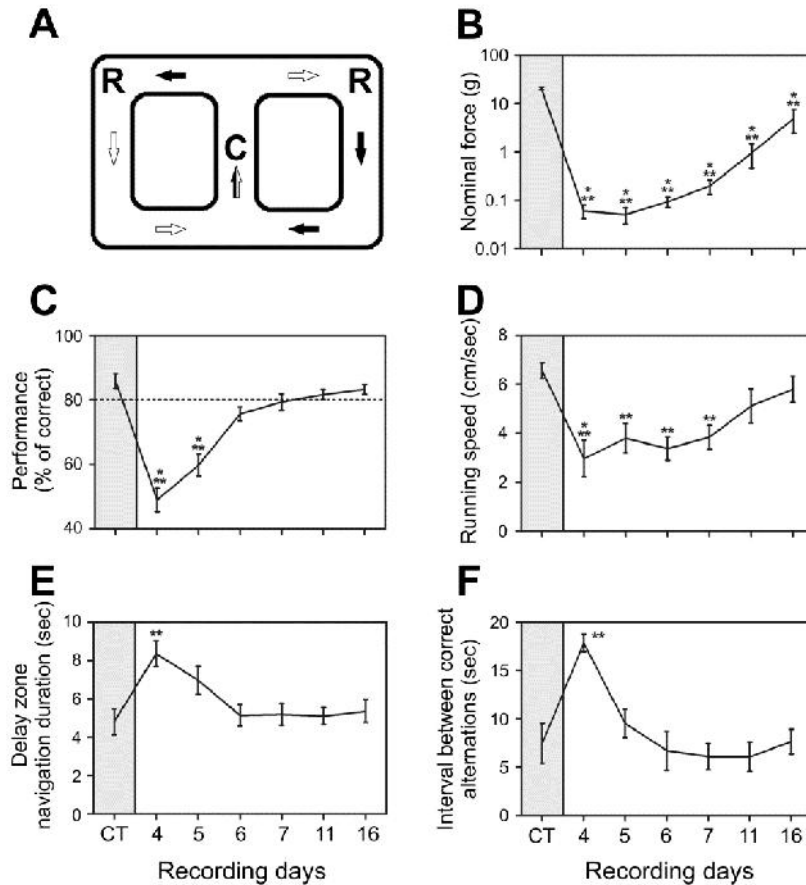 A
R
R
C
B
Nominal force (g)
100
10
1
0.1
0.01
*
**
*
**
*
**
*
**
*
**
*
**
C
Performance
(% of correct)
100
80
60
40
*
**
*
**
D
Running speed (cm/sec)
8
6
4
2
0
*
**
**
**
**
E
Delay zone
navigation duration (sec)
10
8
6
4
2
0
**
CT 4 5 6 7 11 16
Recording days
F
Interval between correct
alternations (sec)
20
15
10
5
0
**
CT 4 5 6 7 11 16
Recording days